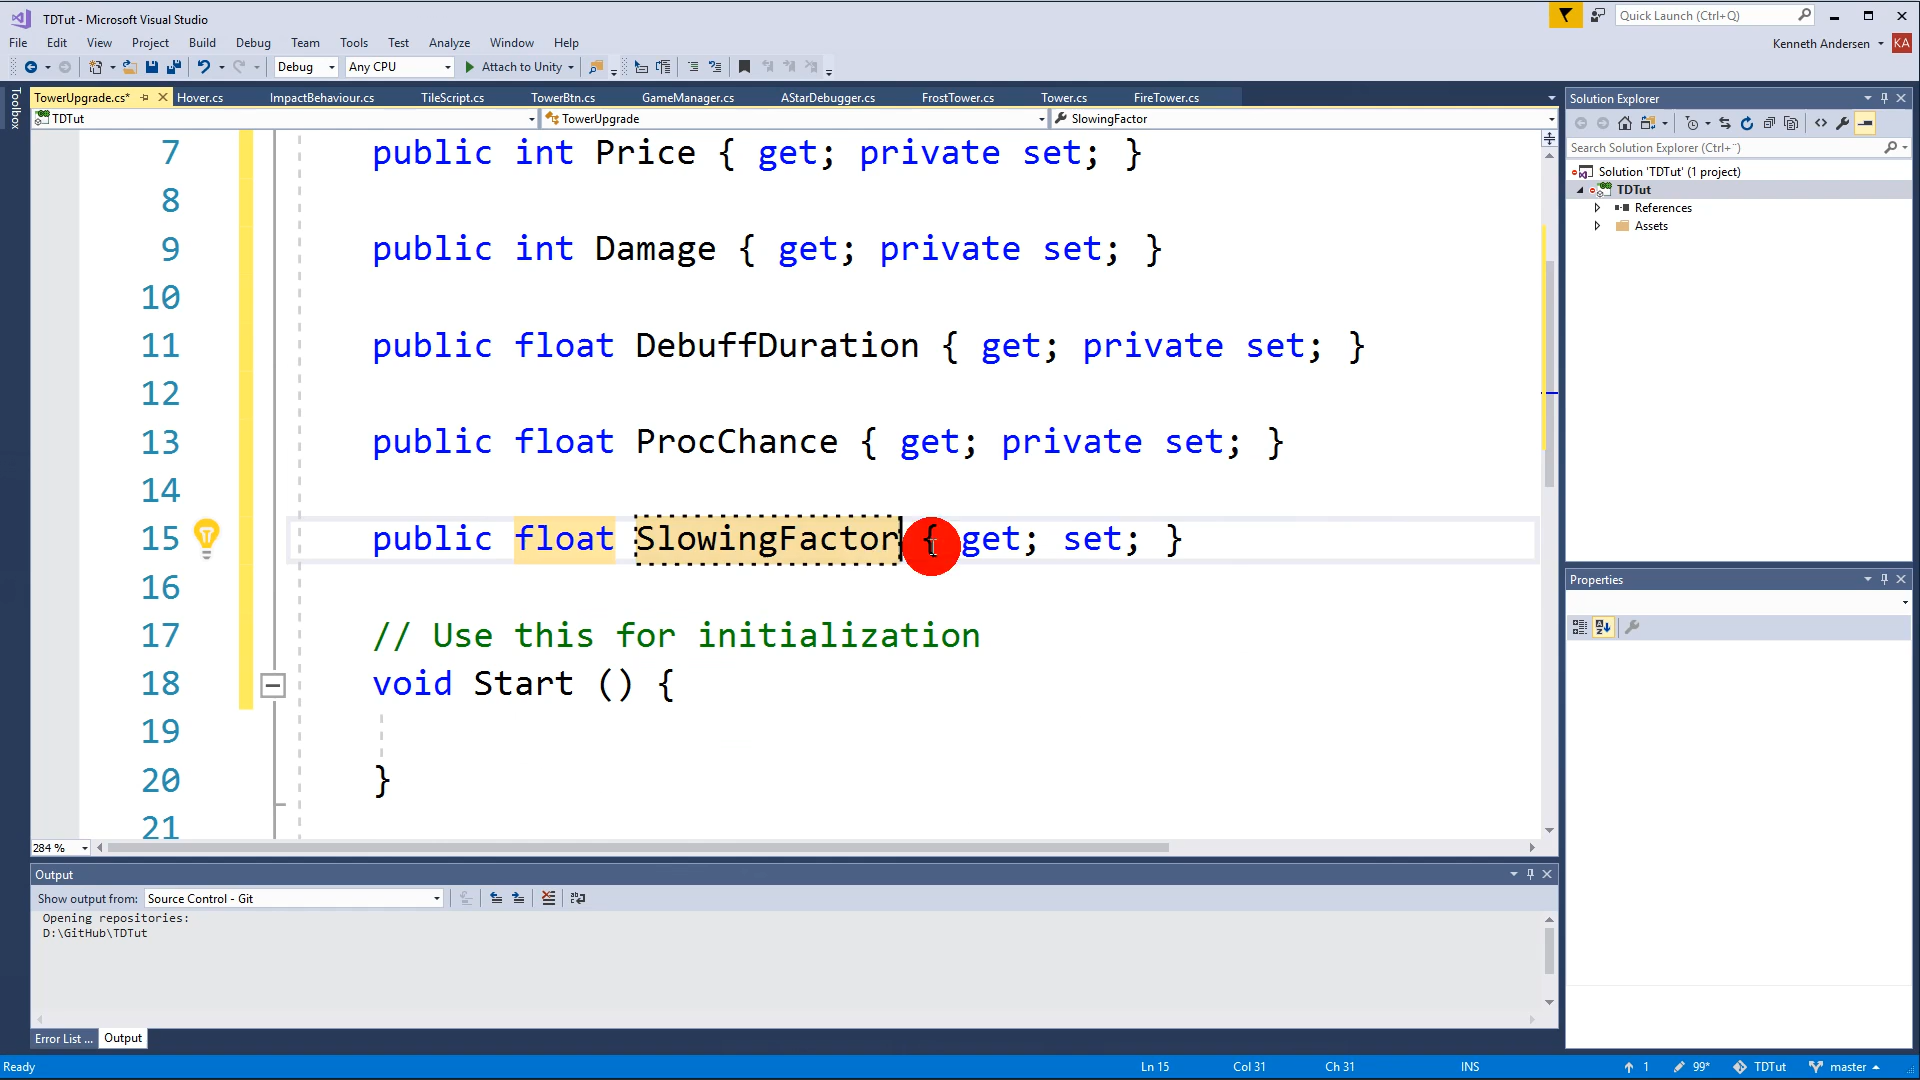 TDTut - Microsoft Visual Studio
Quick Launch (Ctrl+Q)
File Edit View Project Build Debug Team Tools Test Analyze Window Help
Kenneth Andersen KA
Debug Any CPU Attach to Unity
Toolbox
TowerUpgrade.cs* Hover.cs ImpactBehaviour.cs TileScript.cs TowerBtn.cs GameManager.cs AStarDebugger.cs FrostTower.cs Tower.cs FireTower.cs
TDTut TowerUpgrade SlowingFactor
7 public int Price { get; private set; }
8
9 public int Damage { get; private set; }
10
11 public float DebuffDuration { get; private set; }
12
13 public float ProcChance { get; private set; }
14
15 public float SlowingFactor { get; set; }
16
17 // Use this for initialization
18 void Start () {
19
20 }
21
284 %
Output
Show output from: Source Control - Git
Opening repositories:
D:\GitHub\TDTut
Error List ... Output
Solution Explorer
Search Solution Explorer (Ctrl+¨)
Solution 'TDTut' (1 project)
TDTut
References
Assets
Properties
Ready Ln 15 Col 31 Ch 31 INS 1 99* TDTut master